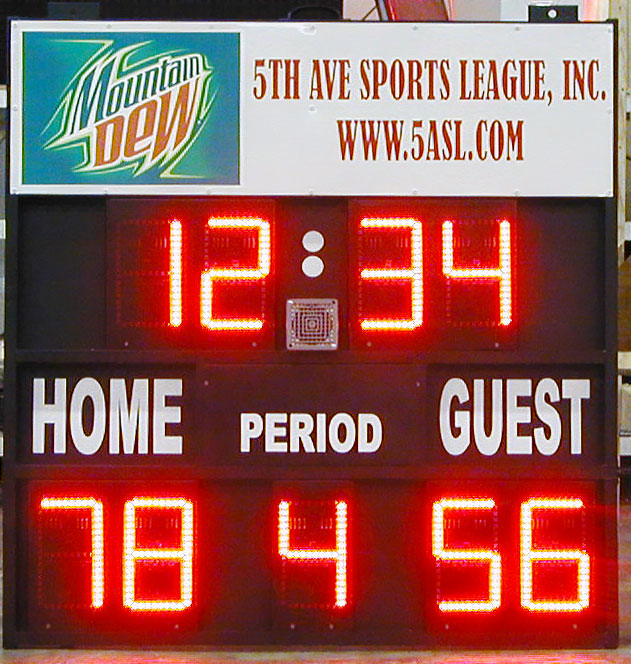 Mountain
Dew
5TH AVE SPORTS LEAGUE, INC.
WWW.5ASL.COM
12:34
HOME PERIOD GUEST
78 4 56